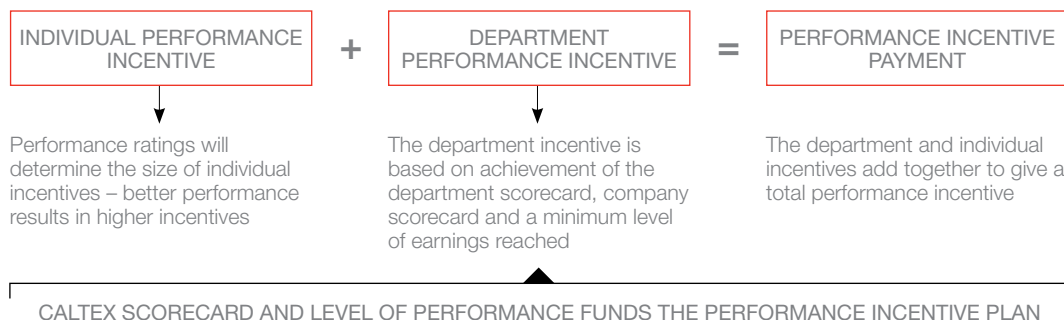 INDIVIDUAL PERFORMANCE
INCENTIVE
+
DEPARTMENT
PERFORMANCE INCENTIVE
=
PERFORMANCE INCENTIVE
PAYMENT
Performance ratings will
determine the size of individual
incentives – better performance
results in higher incentives
The department incentive is
based on achievement of the
department scorecard, company
scorecard and a minimum level
of earnings reached
The department and individual
incentives add together to give a
total performance incentive
CALTEX SCORECARD AND LEVEL OF PERFORMANCE FUNDS THE PERFORMANCE INCENTIVE PLAN